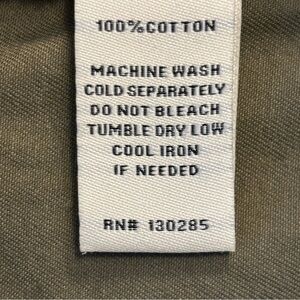 100%COTTON
MACHINE WASH
COLD SEPARATELY
DO NOT BLEACH
TUMBLE DRY LOW
COOL IRON
IF NEEDED
RN# 130285